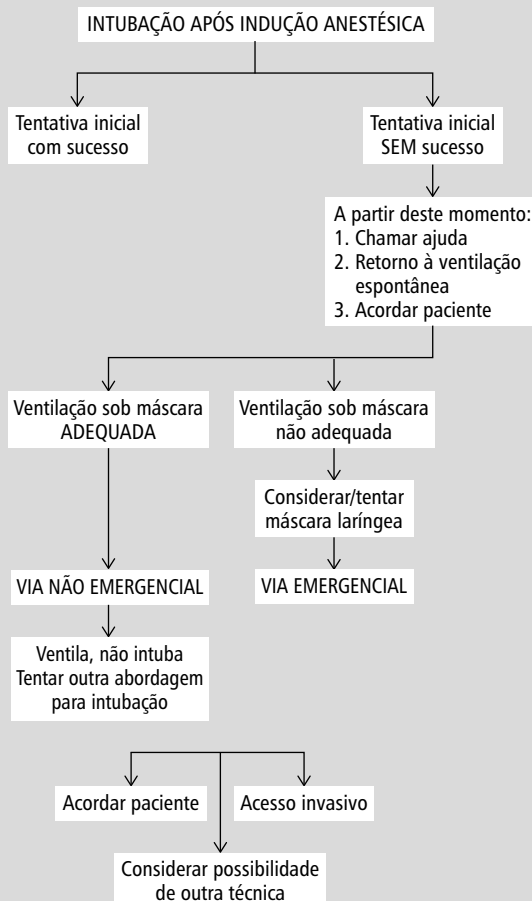 INTUBAÇÃO APÓS INDUÇÃO ANESTÉSICA
Tentativa inicial
com sucesso
Tentativa inicial
SEM sucesso
A partir deste momento:
1. Chamar ajuda
2. Retorno à ventilação
espontânea
3. Acordar paciente
Ventilação sob máscara
ADEQUADA
Ventilação sob máscara
não adequada
Considerar/tentar
máscara laríngea
VIA NÃO EMERGENCIAL
VIA EMERGENCIAL
Ventila, não intuba
Tentar outra abordagem
para intubação
Acordar paciente
Acesso invasivo
Considerar possibilidade
de outra técnica